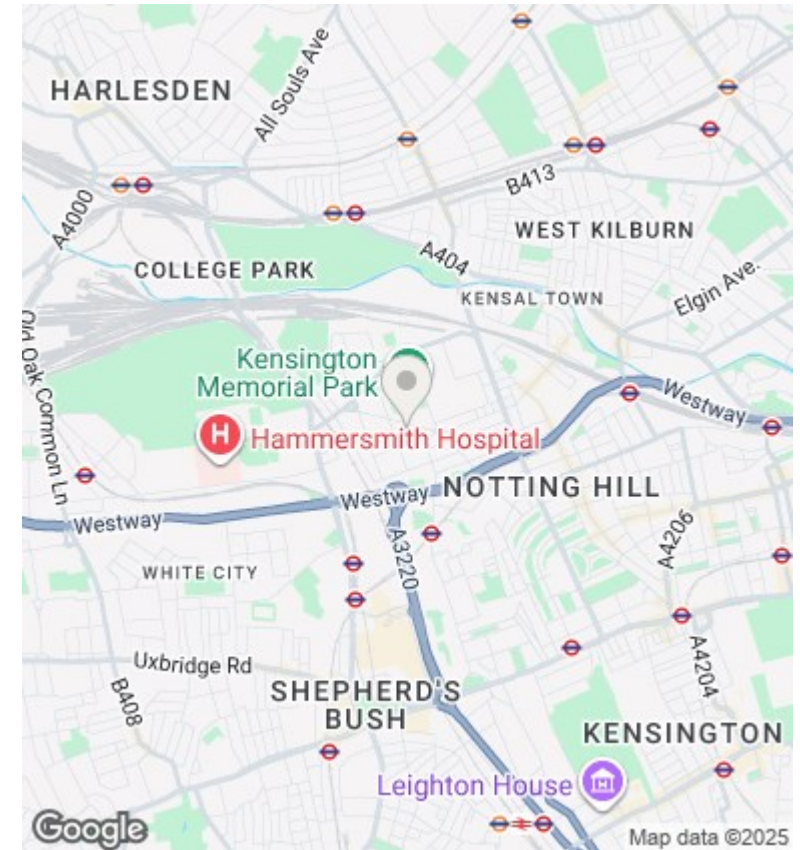 HARLESDEN
All Souls Ave
A4000
B413
WEST KILBURN
A404
COLLEGE PARK
KENSAL TOWN
Elgin Ave.
Old Oak Common Ln
Kensington
Memorial Park
Westway
Hammersmith Hospital
Westway
NOTTING HILL
Westway
A3220
A4206
WHITE CITY
Uxbridge Rd
A4204
B408
SHEPHERD'S
BUSH
KENSINGTON
Leighton House
Google
Map data ©2025